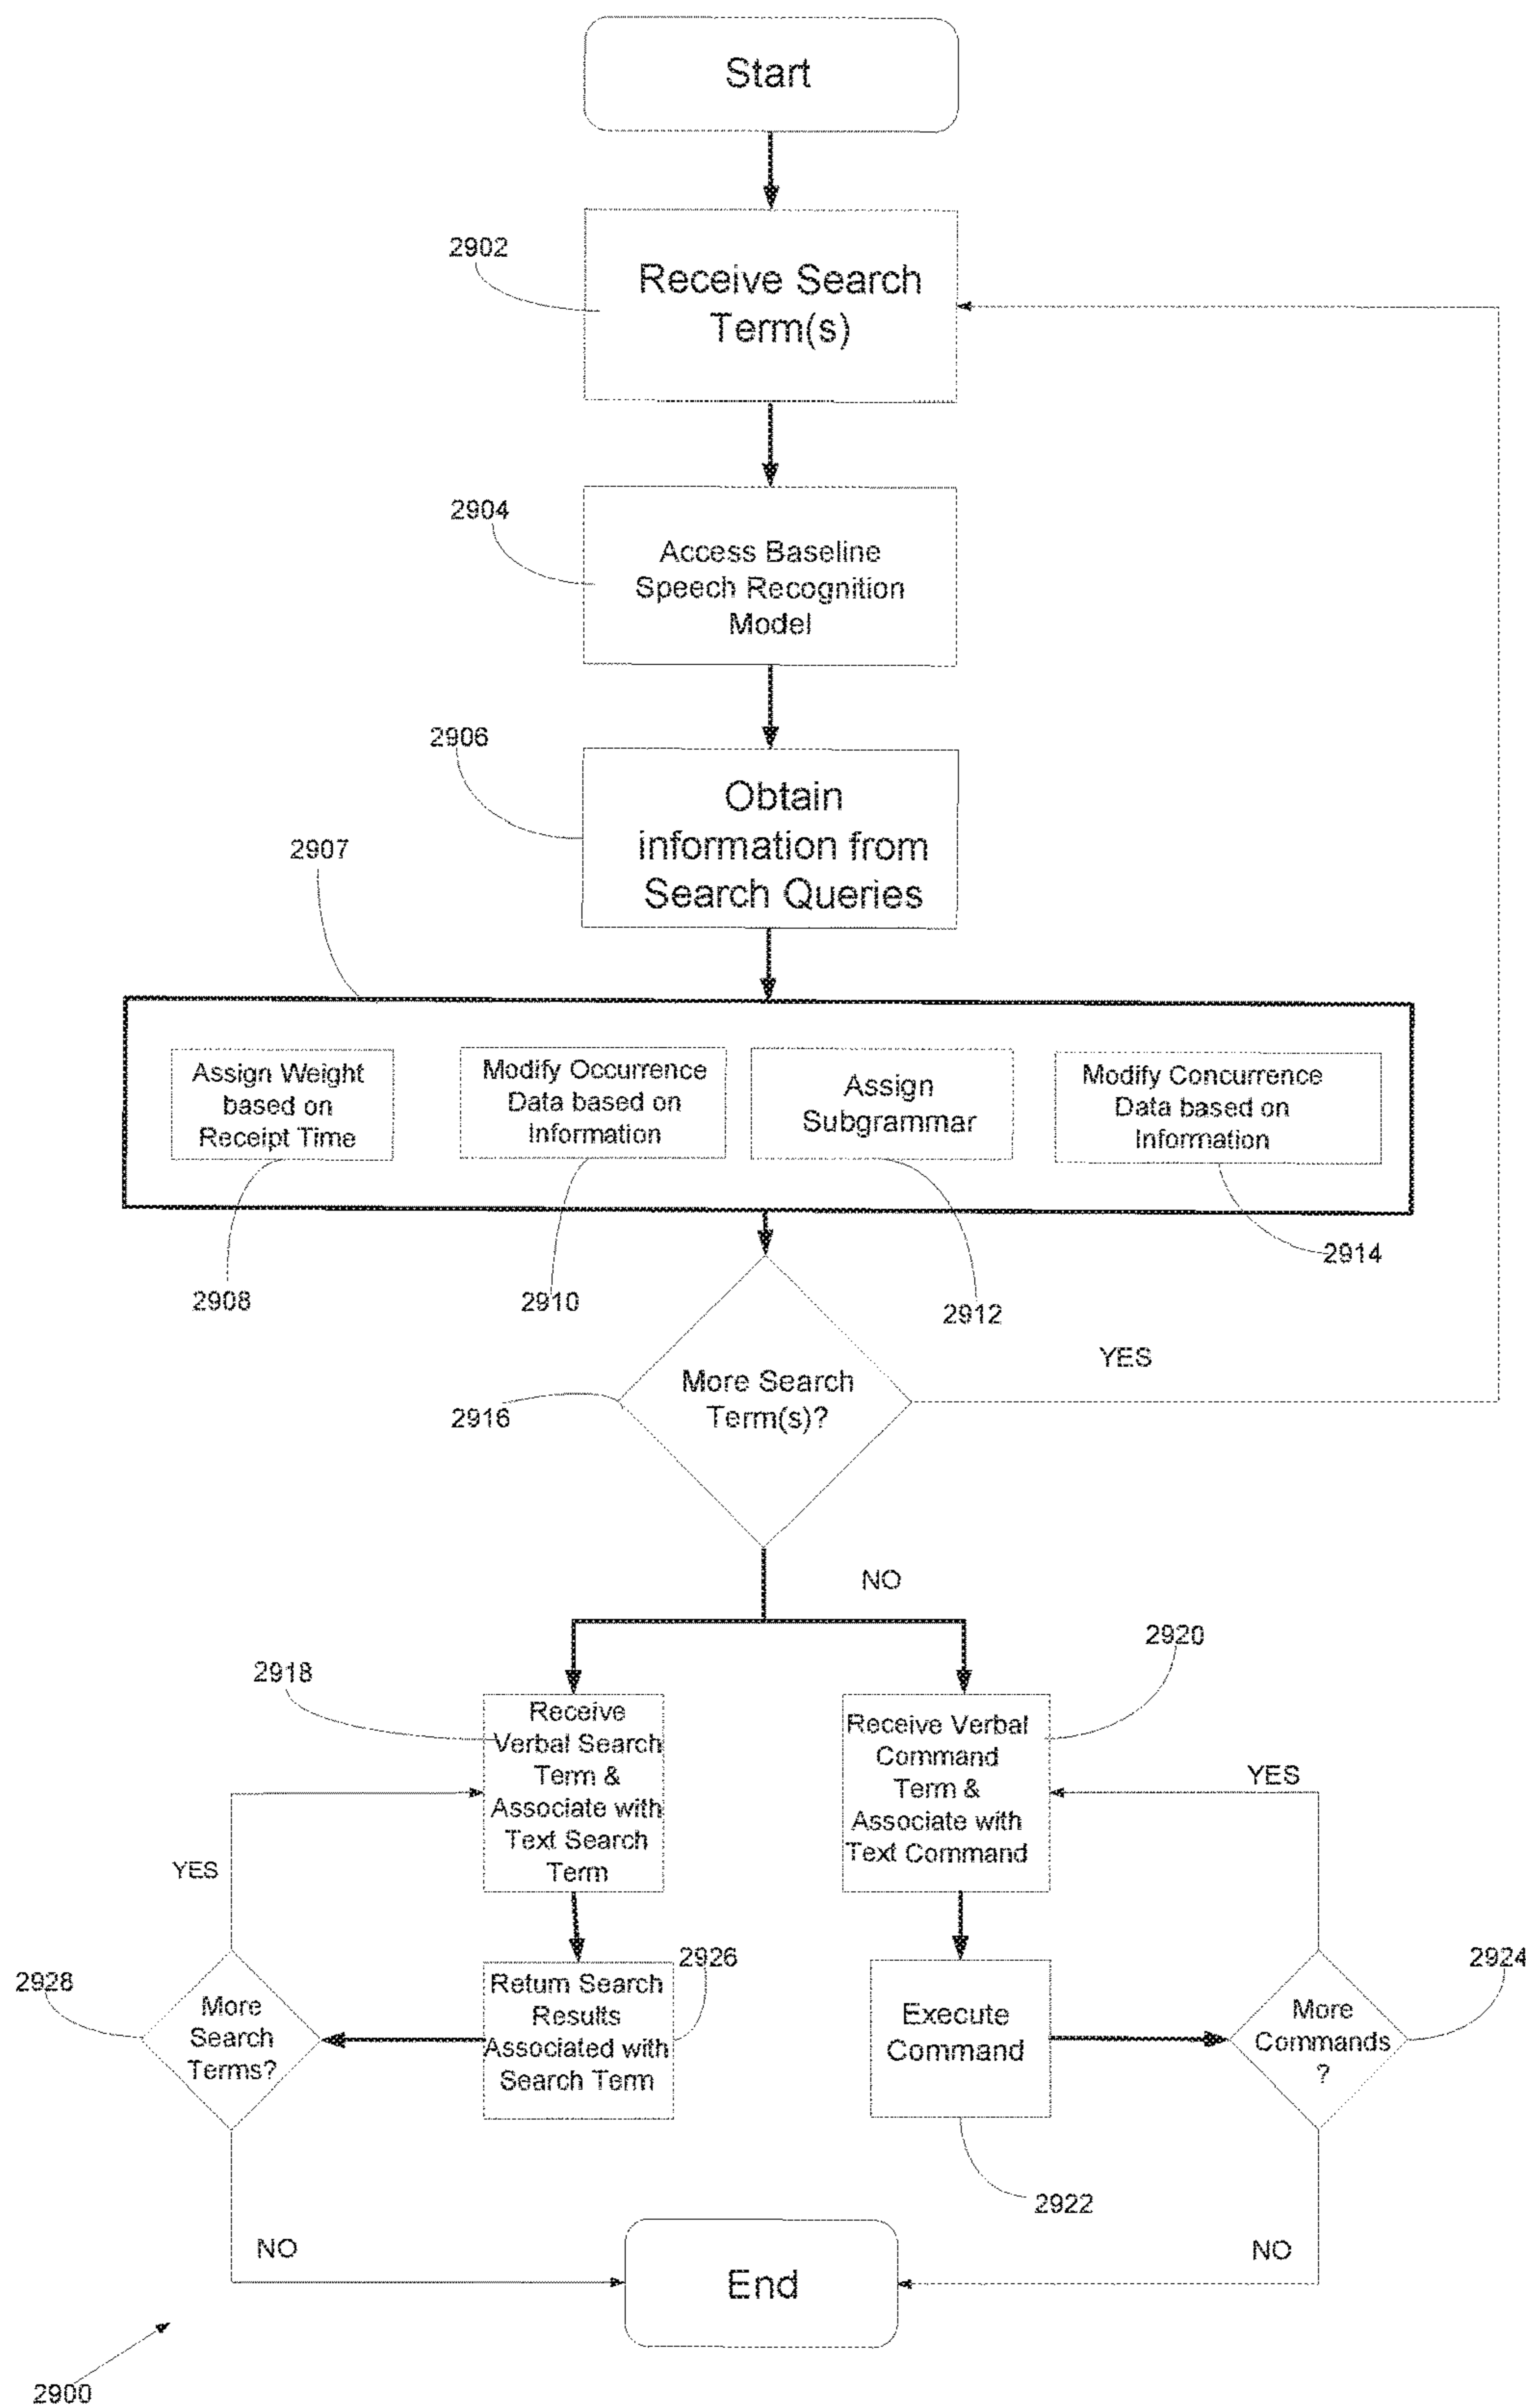 Start
2902
Receive Search
Term(s)
2904
Access Baseline
Speech Recognition
Model
2906
Obtain
information from
Search Queries
2907
Assign Weight
based on
Receipt Time
Modify Occurrence
Data based on
Information
Assign
Subgrammar
Modify Concurrence
Data based on
Information
2908
2910
2912
2914
More Search
Term(s)?
YES
2916
NO
2918
2920
Receive
Verbal Search
Term &
Associate with
Text Search
Term
Receive Verbal
Command
Term &
Associate with
Text Command
YES
YES
2928
More
Search
Terms?
2926
Return Search
Results
Associated with
Search Term
Execute
Command
More
Commands
?
2924
2922
NO
NO
End
2900